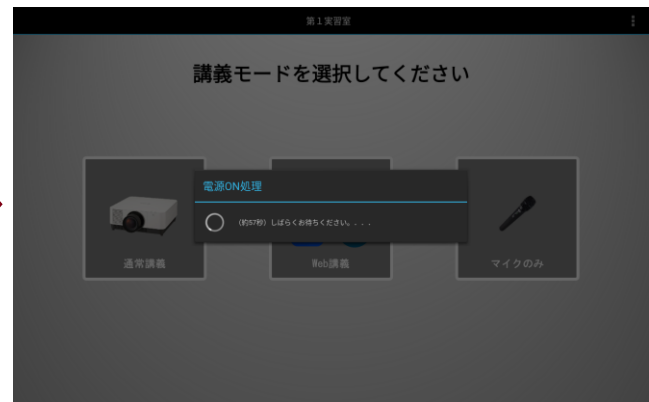 第1実習室
講義モードを選択してください
電源ON処理
(約57秒) しばらくお待ちください。...
通常講義
Web講義
マイクのみ